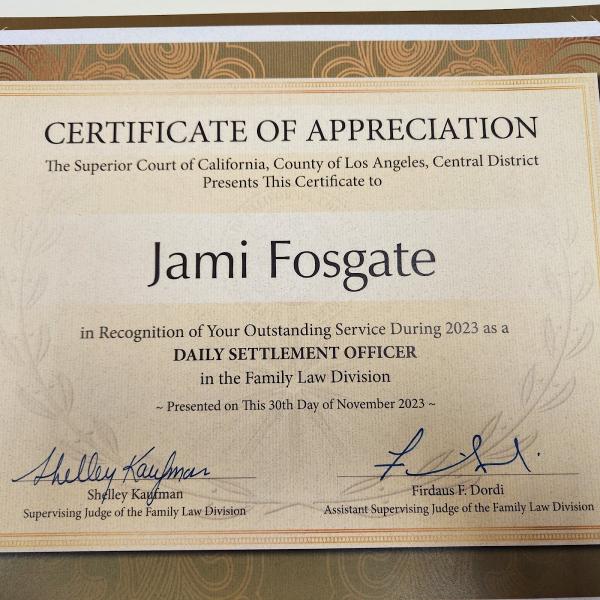 CERTIFICATE OF APPRECIATION
The Superior Court of California, County of Los Angeles, Central District
Presents This Certificate to
Jami Fosgate
in Recognition of Your Outstanding Service During 2023 as a
DAILY SETTLEMENT OFFICER
in the Family Law Division
~ Presented on This 30th Day of November 2023 ~
Shelley Kaufman
Shelley Kaufman
Supervising Judge of the Family Law Division
Firdaus F. Dordi
Assistant Supervising Judge of the Family Law Division